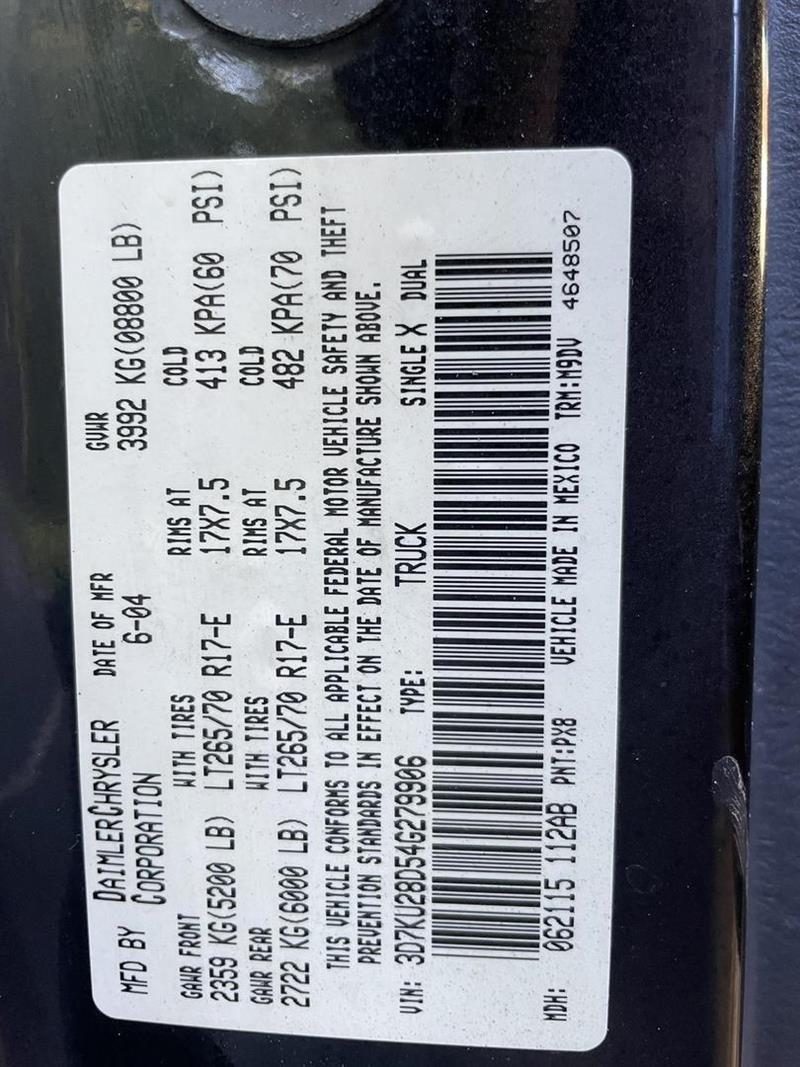 MFD BY DAIMLERCHRYSLER CORPORATION DATE OF MFR 6-04 GVWR 3992 KG(08800 LB)
GAWR FRONT WITH TIRES RIMS AT COLD
2359 KG(5200 LB) LT265/70 R17-E 17X7.5 413 KPA(60 PSI)
GAWR REAR WITH TIRES RIMS AT COLD
2722 KG(6000 LB) LT265/70 R17-E 17X7.5 482 KPA(70 PSI)
THIS VEHICLE CONFORMS TO ALL APPLICABLE FEDERAL MOTOR VEHICLE SAFETY AND THEFT
PREVENTION STANDARDS IN EFFECT ON THE DATE OF MANUFACTURE SHOWN ABOVE.
VIN: 3D7KU28D54G279906 TYPE: TRUCK SINGLE X DUAL
MDH: 062115 112AB PNT:PX8 VEHICLE MADE IN MEXICO TRM:M9DV 4648507